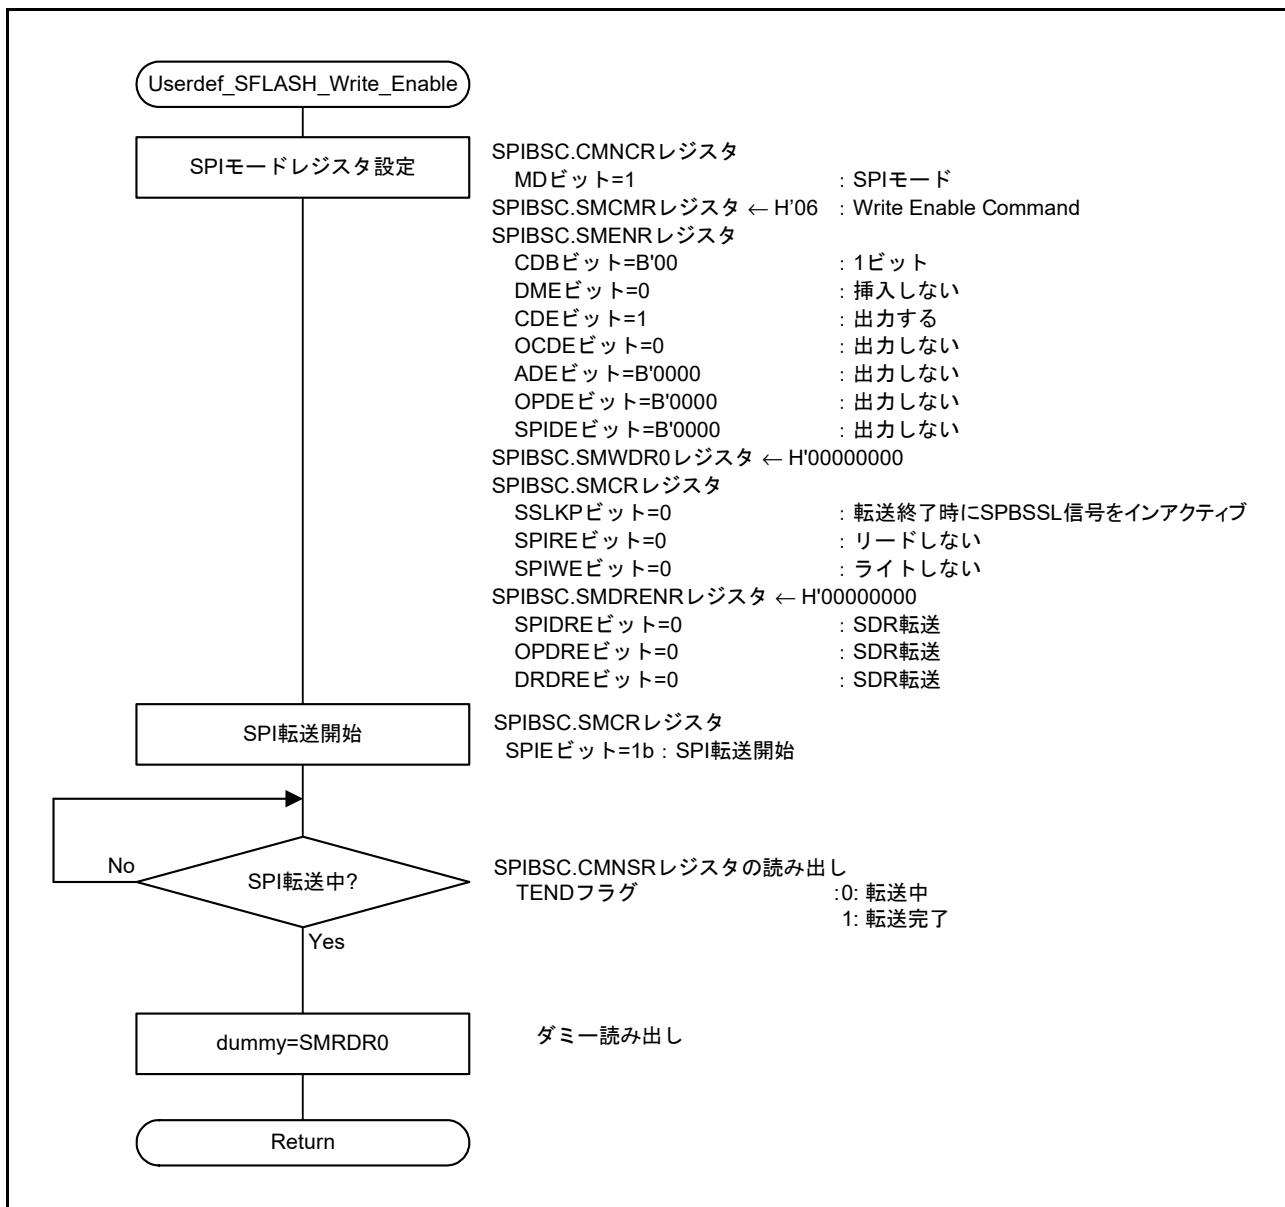 Userdef_SFLASH_Write_Enable
SPIモードレジスタ設定
SPIBSC.CMNCRレジスタ
MDビット=1 : SPIモード
SPIBSC.SMCMRレジスタ ← H’06 : Write Enable Command
SPIBSC.SMENRレジスタ
CDBビット=B'00 : 1ビット
DMEビット=0 : 挿入しない
CDEビット=1 : 出力する
OCDEビット=0 : 出力しない
ADEビット=B'0000 : 出力しない
OPDEビット=B'0000 : 出力しない
SPIDEビット=B'0000 : 出力しない
SPIBSC.SMWDR0レジスタ ← H'00000000
SPIBSC.SMCRレジスタ
SSLKPビット=0 : 転送終了時にSPBSSL信号をインアクティブ
SPIREビット=0 : リードしない
SPIWEビット=0 : ライトしない
SPIBSC.SMDRENRレジスタ ← H'00000000
SPIDREビット=0 : SDR転送
OPDREビット=0 : SDR転送
DRDREビット=0 : SDR転送
SPI転送開始
SPIBSC.SMCRレジスタ
SPIEビット=1b : SPI転送開始
No
SPI転送中?
SPIBSC.CMNSRレジスタの読み出し
TENDフラグ :0: 転送中
1: 転送完了
Yes
dummy=SMRDR0
ダミー読み出し
Return